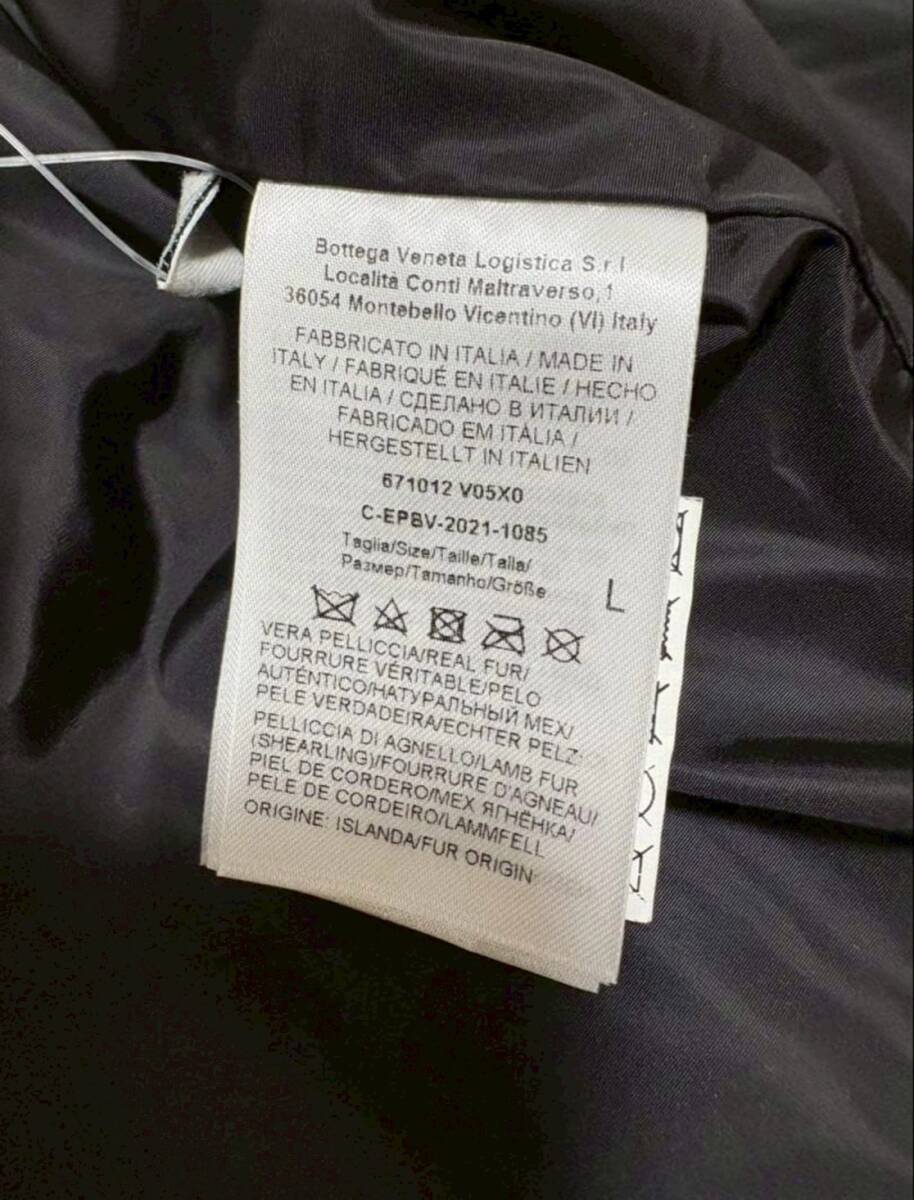 Bottega Veneta Logistica S.r.l
Località Conti Maltraverso,1
36054 Montebello Vicentino (VI) Italy
FABBRICATO IN ITALIA / MADE IN
ITALY / FABRIQUÉ EN ITALIE / HECHO
EN ITALIA / СДЕЛАНО В ИТАЛИИ /
FABRICADO EM ITÁLIA /
HERGESTELLT IN ITALIEN
671012 V05X0
C-EPBV-2021-1085
Taglia/Size/Taille/Talla/
Размер/Tamanho/Größe
L
VERA PELLICCIA/REAL FUR/
FOURRURE VÉRITABLE/PELO
AUTÉNTICO/НАТУРАЛЬНЫЙ МЕХ/
PELE VERDADEIRA/ECHTER PELZ:
PELLICCIA DI AGNELLO/LAMB FUR
(SHEARLING)/FOURRURE D'AGNEAU/
PIEL DE CORDERO/МЕХ ЯГНЁНКА/
PELE DE CORDEIRO/LAMMFELL
ORIGINE: ISLANDA/FUR ORIGIN: